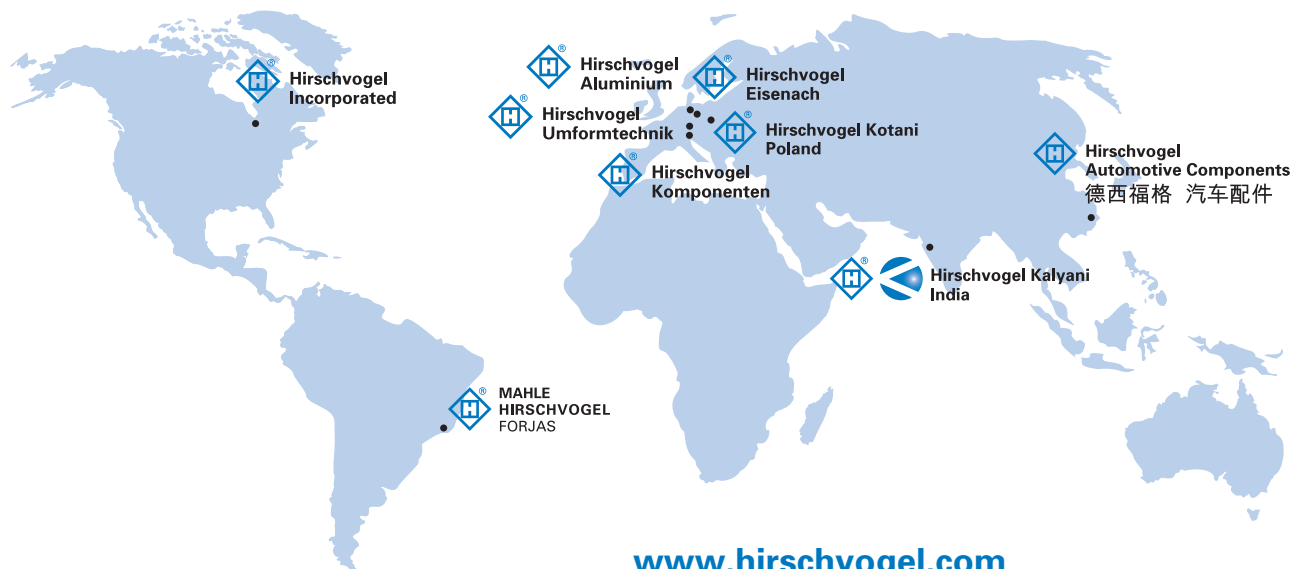 ®
Hirschvogel
Incorporated
®
Hirschvogel
Aluminium
®
Hirschvogel
Eisenach
®
Hirschvogel
Umformtechnik
®
Hirschvogel Kotani
Poland
®
Hirschvogel
Komponenten
®
Hirschvogel
Automotive Components
德西福格 汽车配件
®
Hirschvogel Kalyani
India
®
MAHLE
HIRSCHVOGEL
FORJAS
www.hirschvogel.com